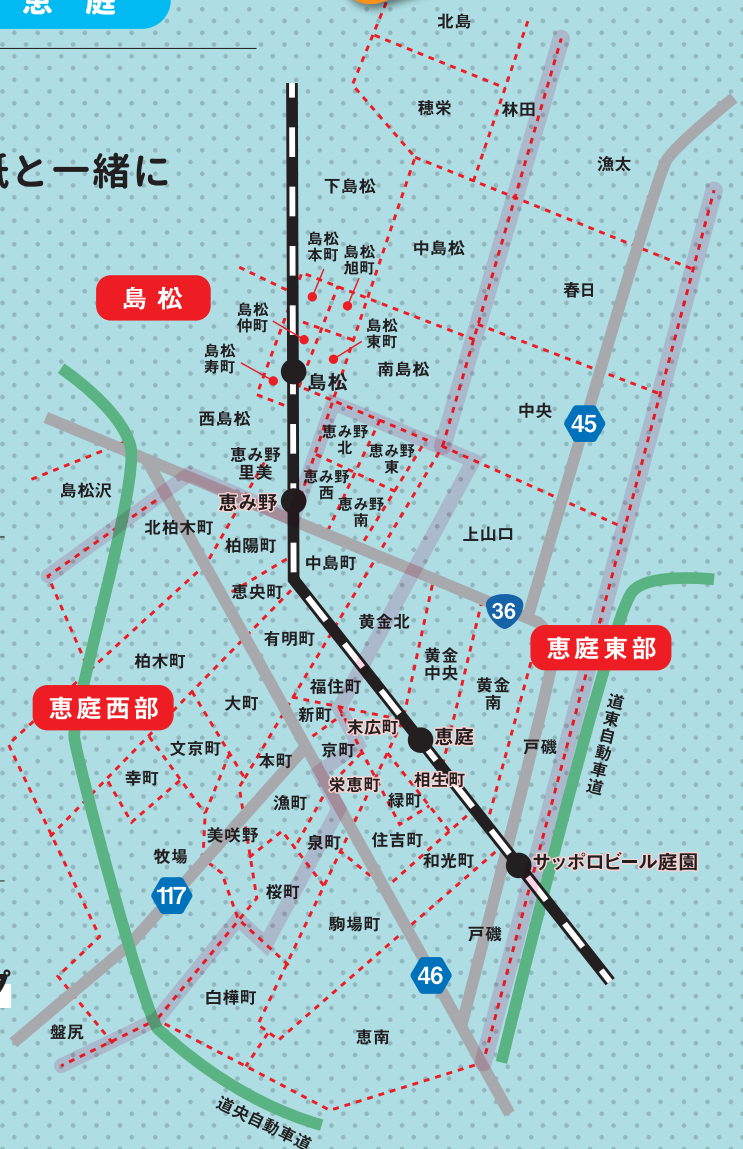 恵 庭
と一緒に
北島
穂栄
林田
漁太
下島松
島松
本町
島松
旭町
中島松
春日
島松
島松
仲町
島松
東町
島松
寿町
島松
南島松
中央
45
西島松
恵み野
北
恵み野
東
恵み野
里美
恵み野
西
恵み野
南
島松沢
恵み野
北柏木町
柏陽町
上山口
中島町
恵央町
36
黄金北
有明町
恵庭東部
柏木町
黄金
中央
福住町
黄金
南
恵庭西部
大町
新町
末広町
恵庭
道東自動車道
文京町
本町
京町
戸磯
幸町
栄恵町
相生町
漁町
緑町
美咲野
泉町
住吉町
牧場
和光町
サッポロビール庭園
117
桜町
駒場町
戸磯
46
白樺町
盤尻
恵南
道央自動車道